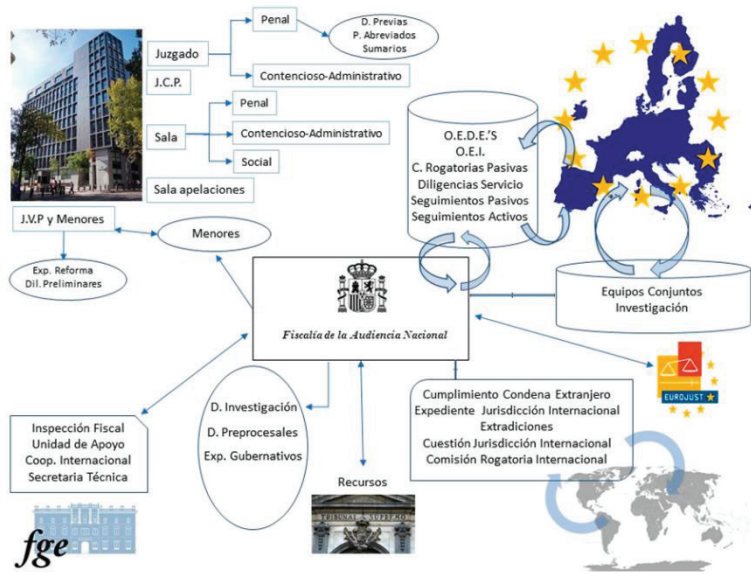 Penal
D. Previas
P. Abreviados
Sumarios
Juzgado
J.C.P.
Contencioso-Administrativo
Penal
Sala
Contencioso-Administrativo
Social
Sala apelaciones
O.E.D.E.'S
O.E.I.
C. Rogatorias Pasivas
Diligencias Servicio
Seguimientos Pasivos
Seguimientos Activos
J.V.P y Menores
Menores
Exp. Reforma
Dil. Preliminares
Equipos Conjuntos
Investigación
Fiscalía de la Audiencia Nacional
EUROJUST
D. Investigación
D. Preprocesales
Exp. Gubernativos
Cumplimiento Condena Extranjero
Expediente Jurisdicción Internacional
Extradiciones
Cuestión Jurisdicción Internacional
Comisión Rogatoria Internacional
Inspección Fiscal
Unidad de Apoyo
Coop. Internacional
Secretaria Técnica
Recursos
TRIBUNAL SUPREMO
fge